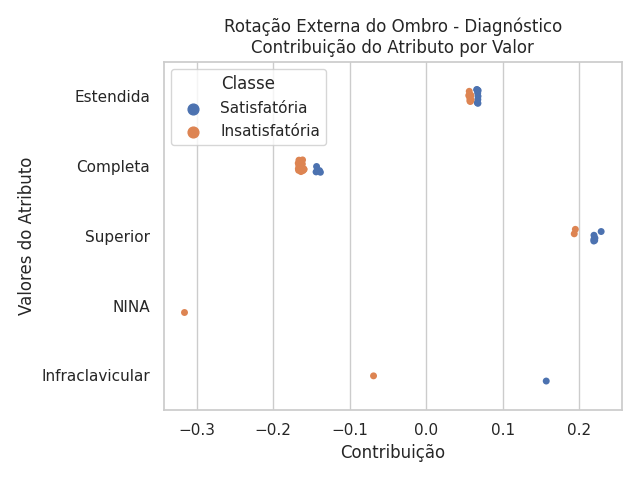 Rotação Externa do Ombro - Diagnóstico
Contribuição do Atributo por Valor
Classe
Satisfatória
Insatisfatória
Valores do Atributo
Estendida
Completa
Superior
NINA
Infraclavicular
−0.3 −0.2 −0.1 0.0 0.1 0.2
Contribuição